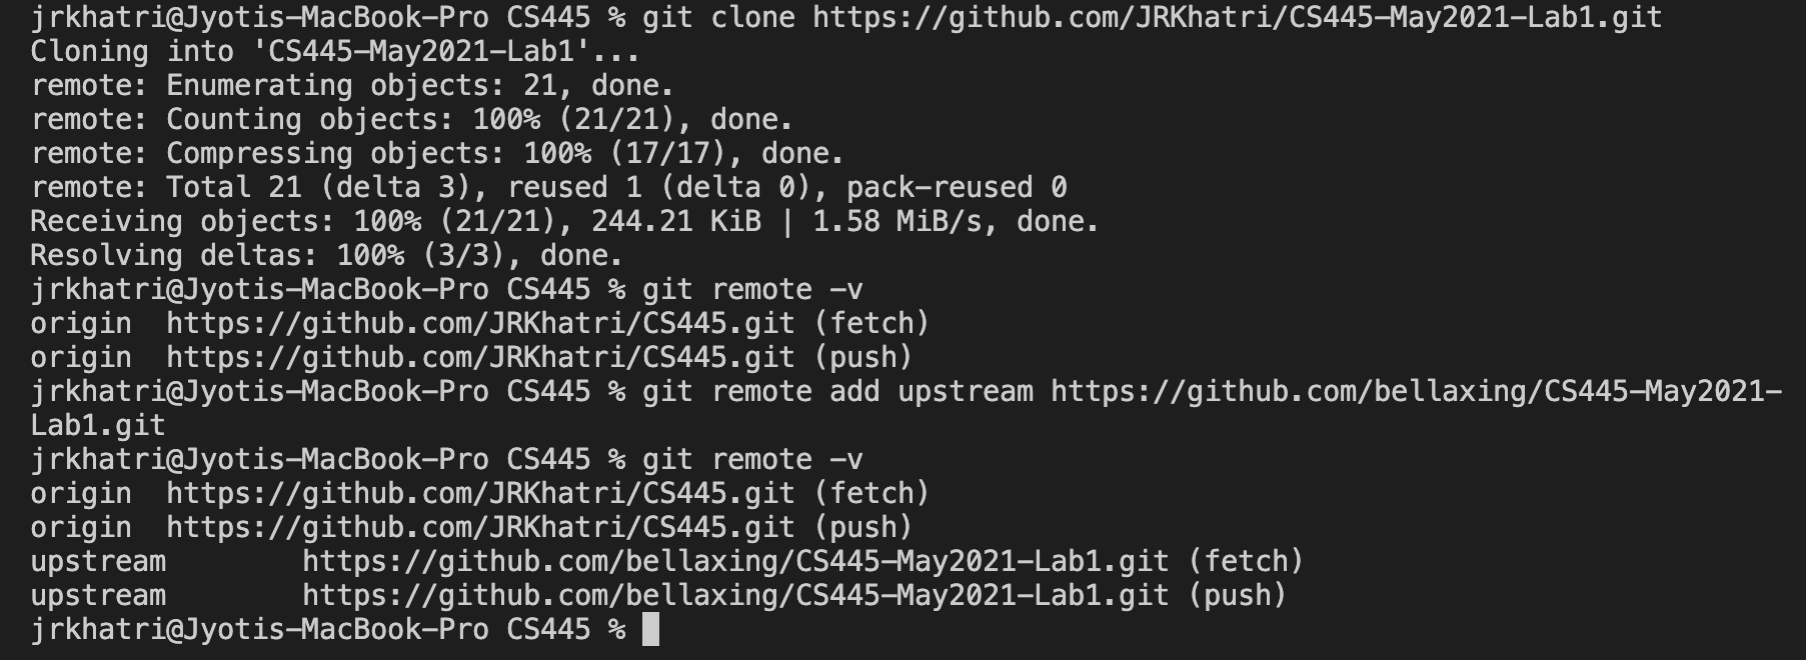 jrkhatri@Jyotis-MacBook-Pro CS445 % git clone https://github.com/JRKhatri/CS445-May2021-Lab1.git
Cloning into 'CS445-May2021-Lab1'...
remote: Enumerating objects: 21, done.
remote: Counting objects: 100% (21/21), done.
remote: Compressing objects: 100% (17/17), done.
remote: Total 21 (delta 3), reused 1 (delta 0), pack-reused 0
Receiving objects: 100% (21/21), 244.21 KiB | 1.58 MiB/s, done.
Resolving deltas: 100% (3/3), done.
jrkhatri@Jyotis-MacBook-Pro CS445 % git remote -v
origin  https://github.com/JRKhatri/CS445.git (fetch)
origin  https://github.com/JRKhatri/CS445.git (push)
jrkhatri@Jyotis-MacBook-Pro CS445 % git remote add upstream https://github.com/bellaxing/CS445-May2021-
Lab1.git
jrkhatri@Jyotis-MacBook-Pro CS445 % git remote -v
origin  https://github.com/JRKhatri/CS445.git (fetch)
origin  https://github.com/JRKhatri/CS445.git (push)
upstream        https://github.com/bellaxing/CS445-May2021-Lab1.git (fetch)
upstream        https://github.com/bellaxing/CS445-May2021-Lab1.git (push)
jrkhatri@Jyotis-MacBook-Pro CS445 %